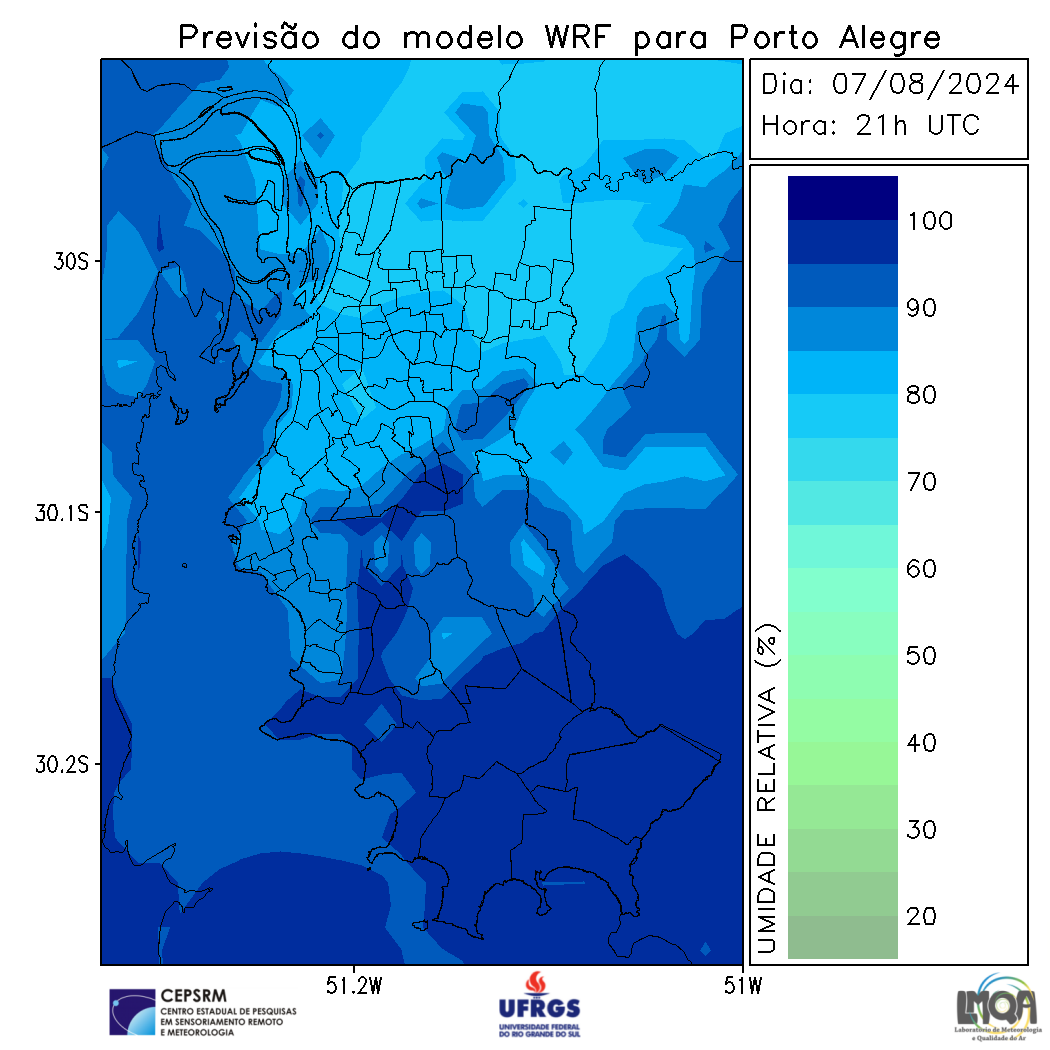 Previsão do modelo WRF para Porto Alegre
Dia: 07/08/2024
Hora: 21h UTC
100
90
80
70
60
50
40
30
20
UMIDADE RELATIVA (%)
30S
30.1S
30.2S
51.2W
51W
CEPSRM
CENTRO ESTADUAL DE PESQUISAS
EM SENSORIAMENTO REMOTO
E METEOROLOGIA
UFRGS
UNIVERSIDADE FEDERAL
DO RIO GRANDE DO SUL
LMQA
Laboratório de Meteorologia
e Qualidade do Ar